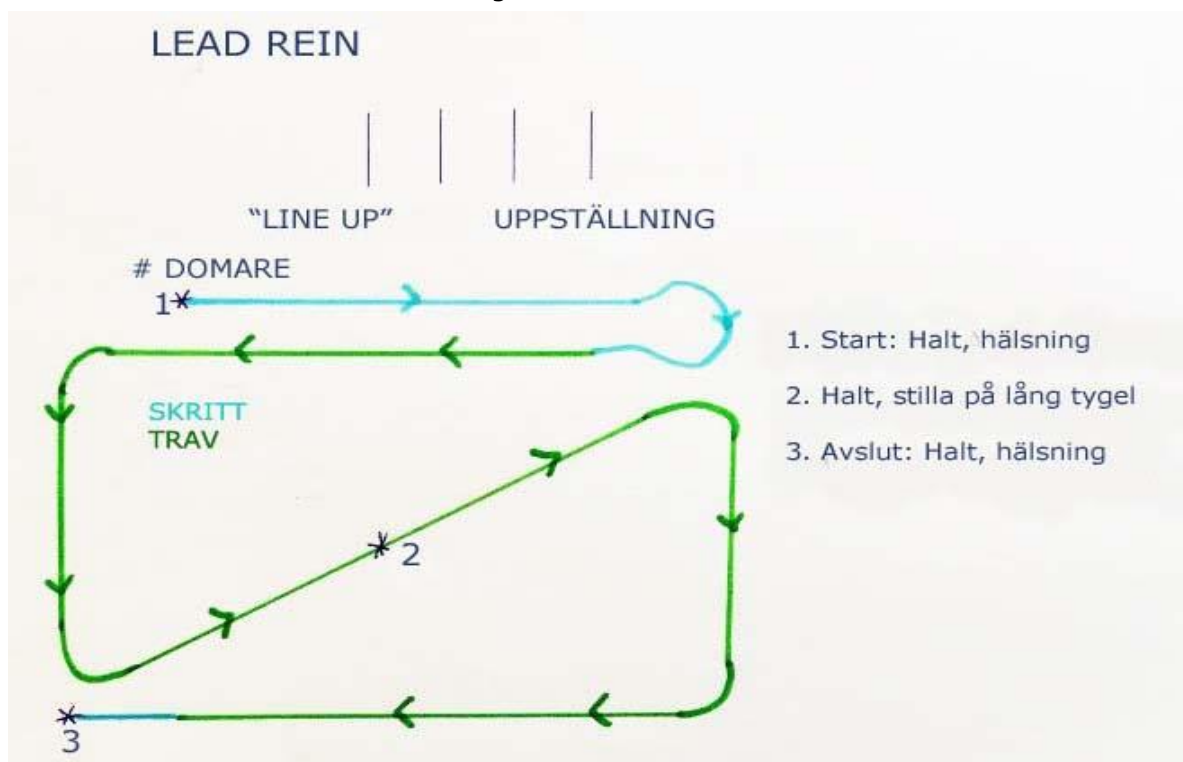 LEAD REIN
"LINE UP" UPPSTÄLLNING
# DOMARE
1
SKRITT
TRAV
2
3
1. Start: Halt, hälsning
2. Halt, stilla på lång tygel
3. Avslut: Halt, hälsning